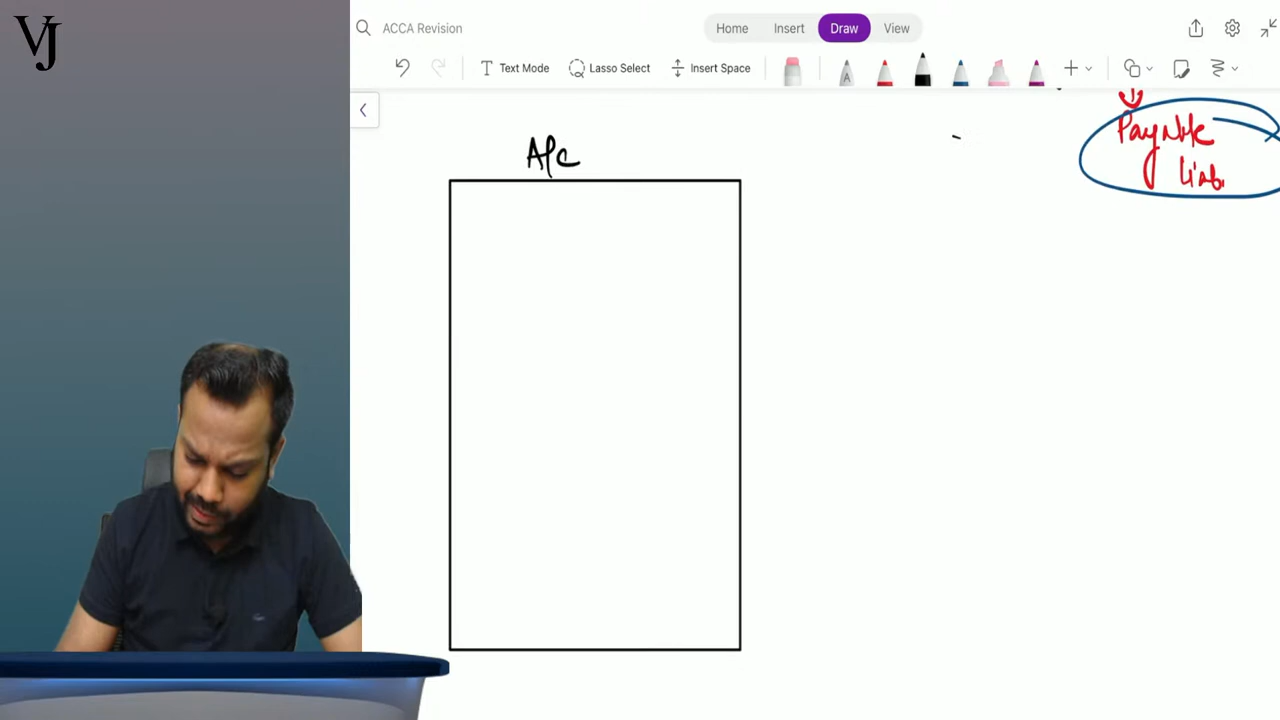 VJ
ACCA Revision
Home Insert Draw View
Text Mode Lasso Select Insert Space
A
A/c
Payable
Liab.